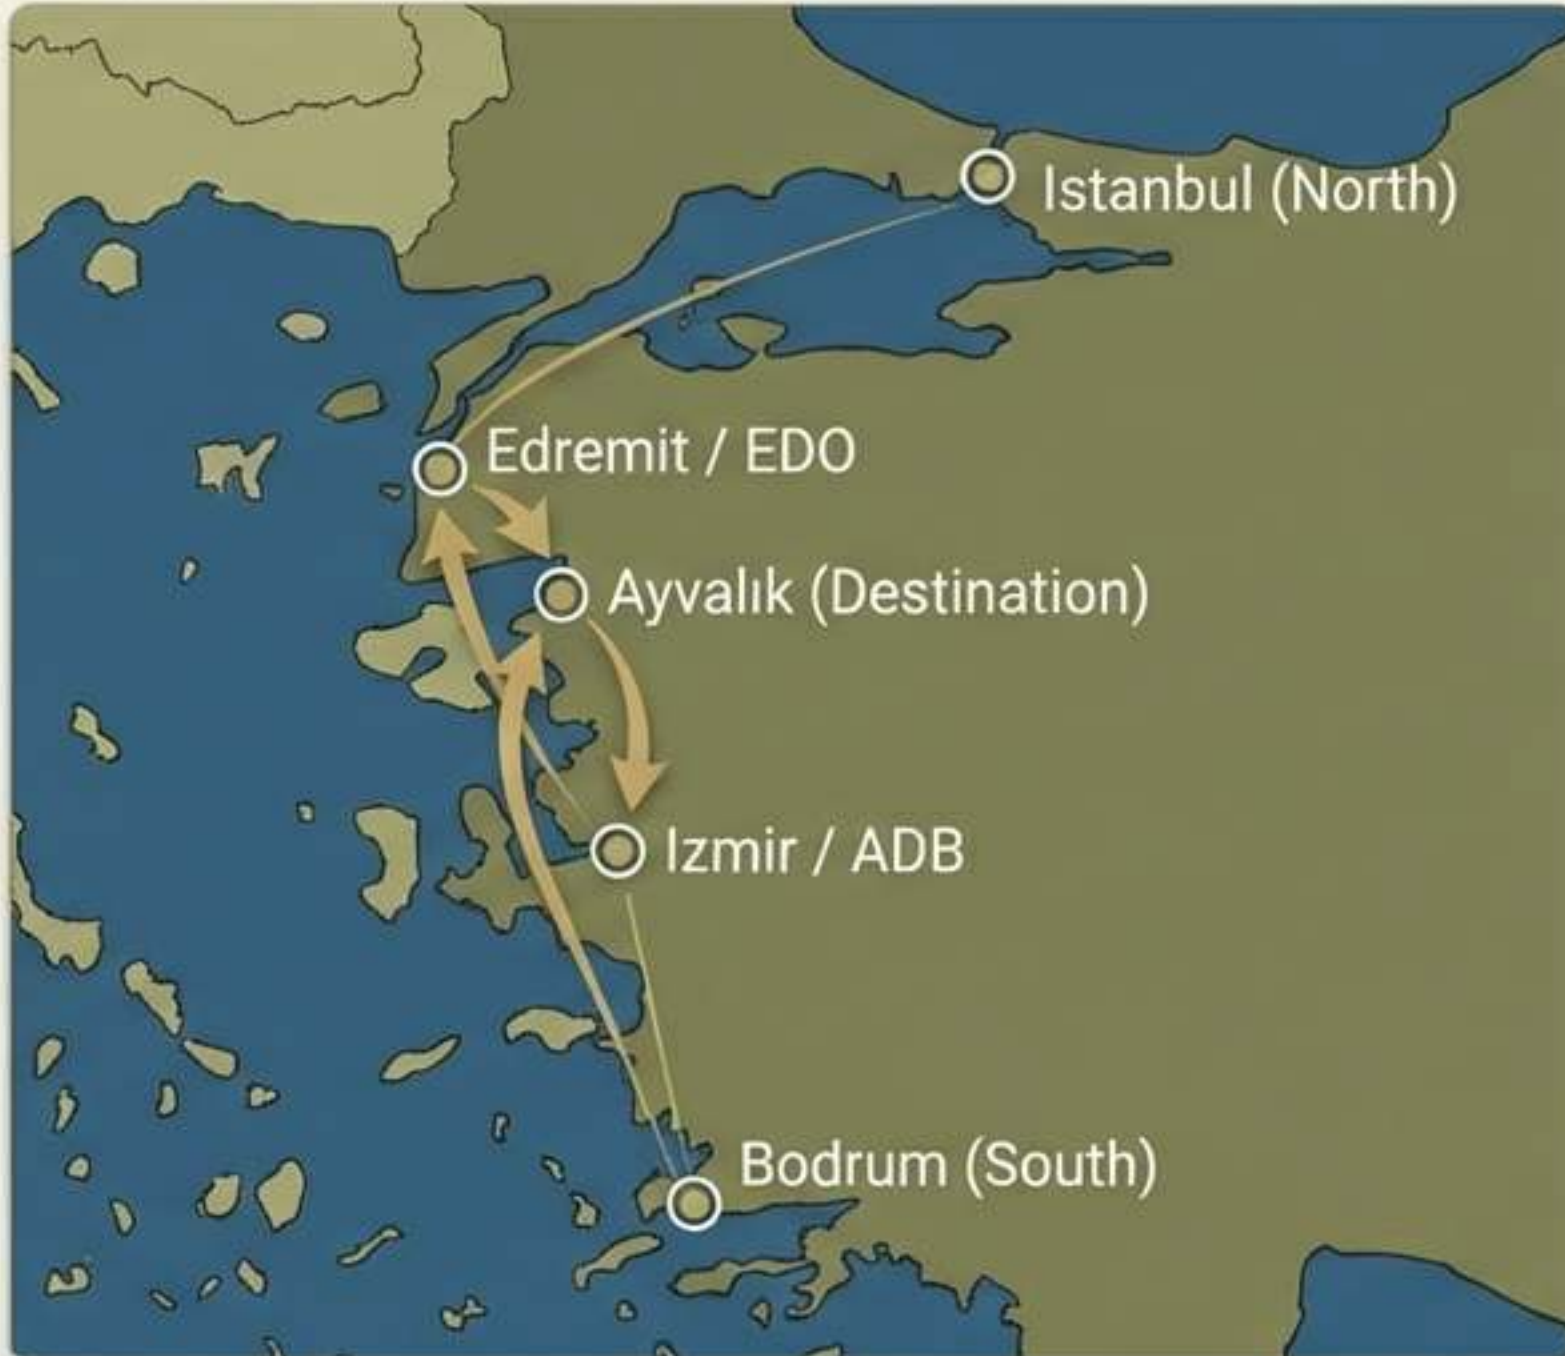 Istanbul (North)
Edremit / EDO
Ayvalık (Destination)
Izmir / ADB
Bodrum (South)